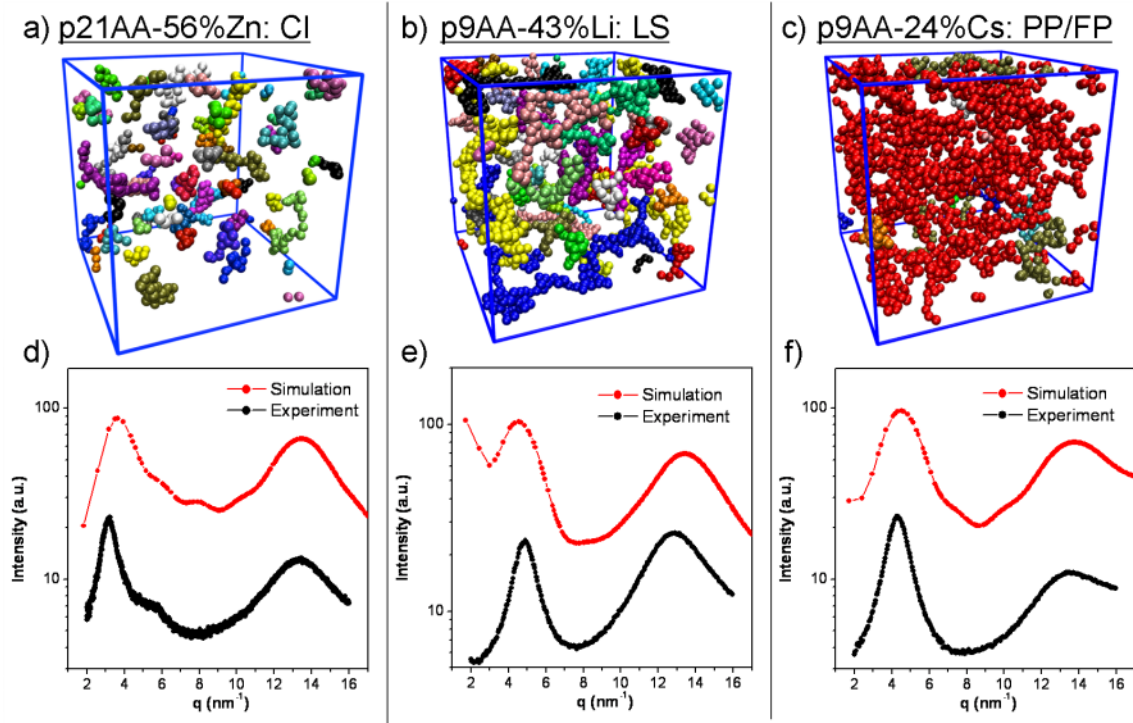 a) p21AA-56%Zn: Cl
b) p9AA-43%Li: LS
c) p9AA-24%Cs: PP/FP
d)
100
10
Intensity (a.u.)
Simulation
Experiment
2 4 6 8 10 12 14 16
q (nm⁻¹)
e)
100
10
Intensity (a.u.)
Simulation
Experiment
2 4 6 8 10 12 14 16
q (nm⁻¹)
f)
100
10
Intensity (a.u.)
Simulation
Experiment
2 4 6 8 10 12 14 16
q (nm⁻¹)